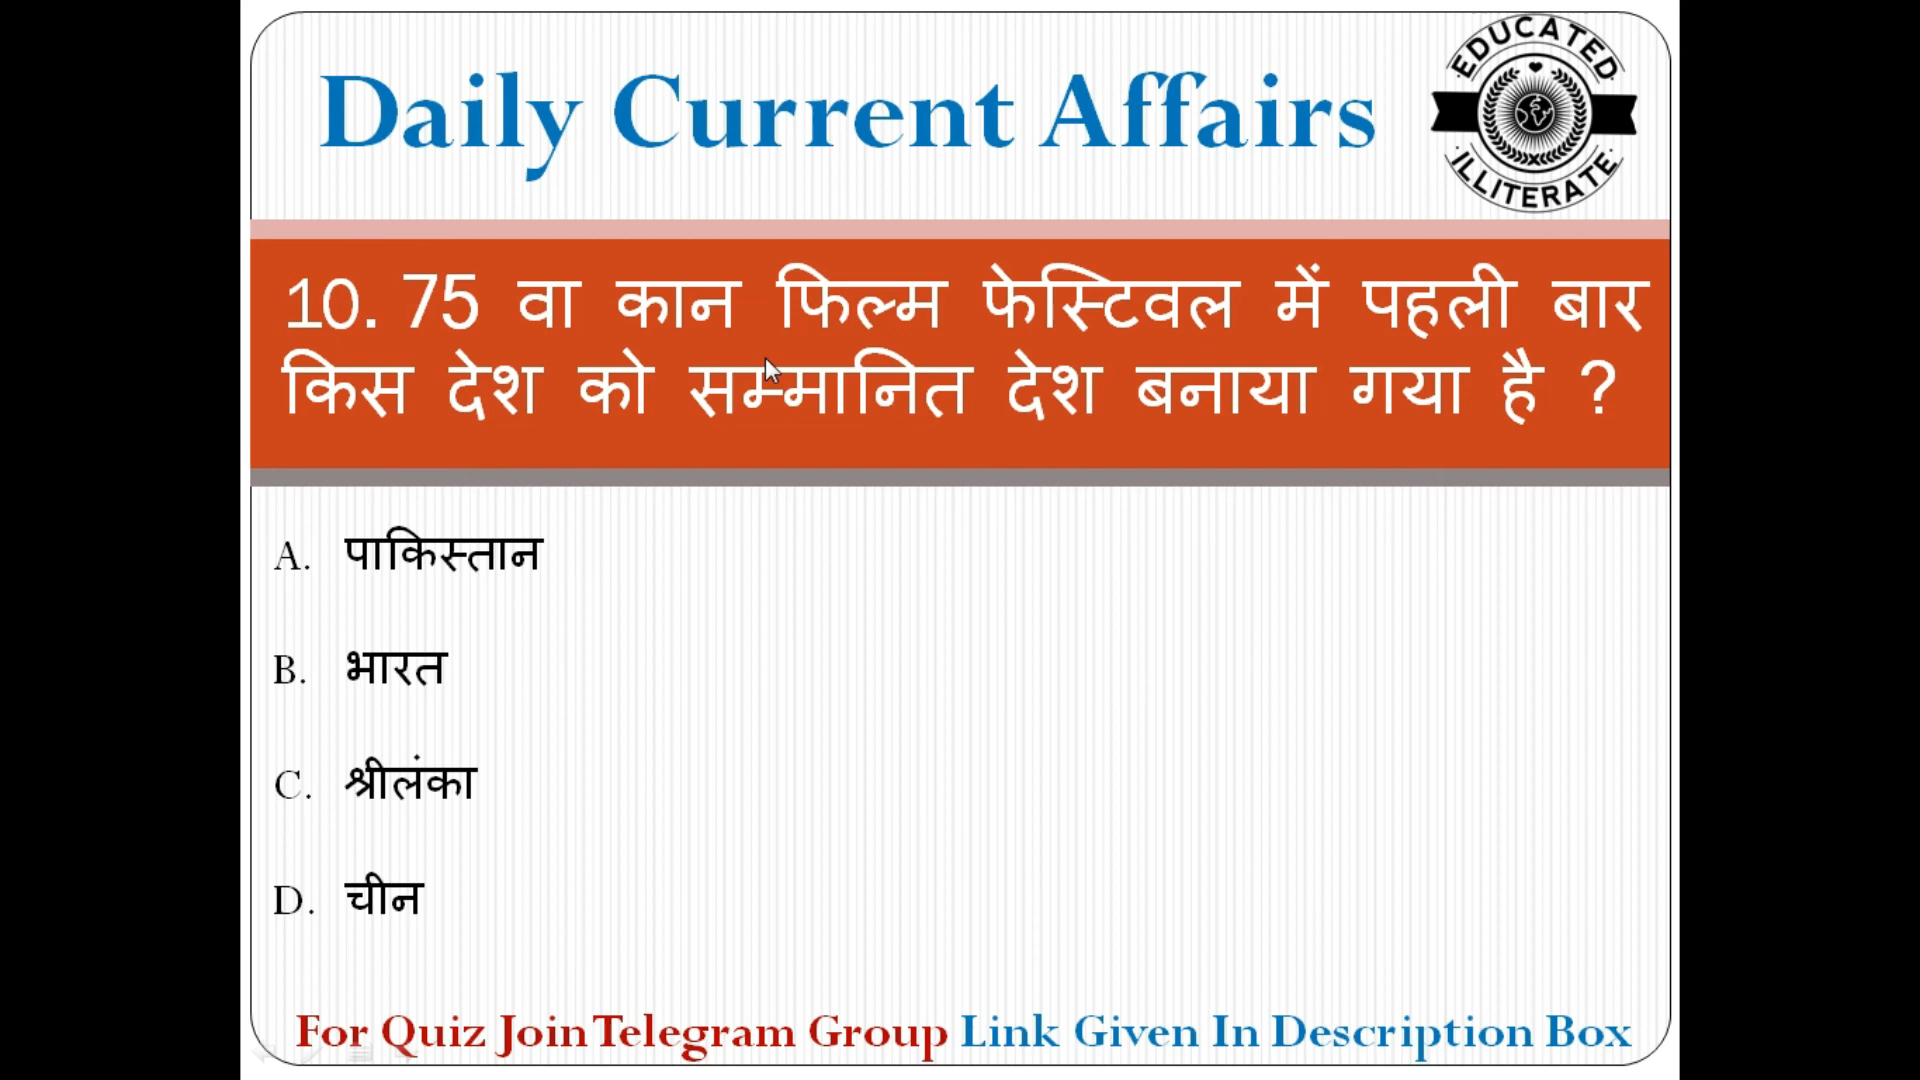 Daily Current Affairs
EDUCATED
ILLITERATE
10. 75 वा कान फिल्म फेस्टिवल में पहली बार
किस देश को सम्मानित देश बनाया गया है ?
A. पाकिस्तान
B. भारत
C. श्रीलंका
D. चीन
For Quiz Join Telegram Group Link Given In Description Box